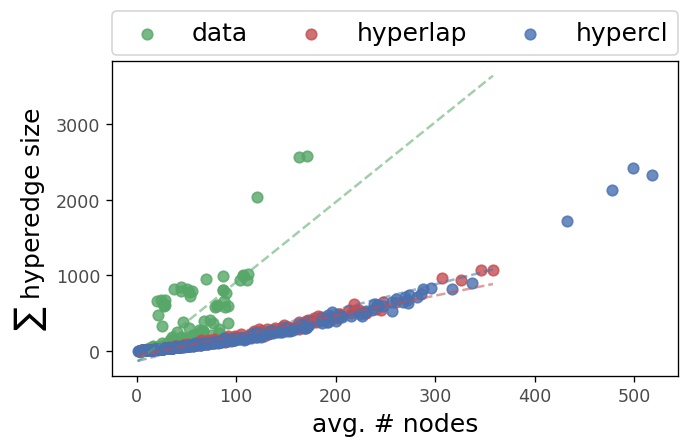 data hyperlap hypercl
∑ hyperedge size
3000
2000
1000
0
0 100 200 300 400 500
avg. # nodes